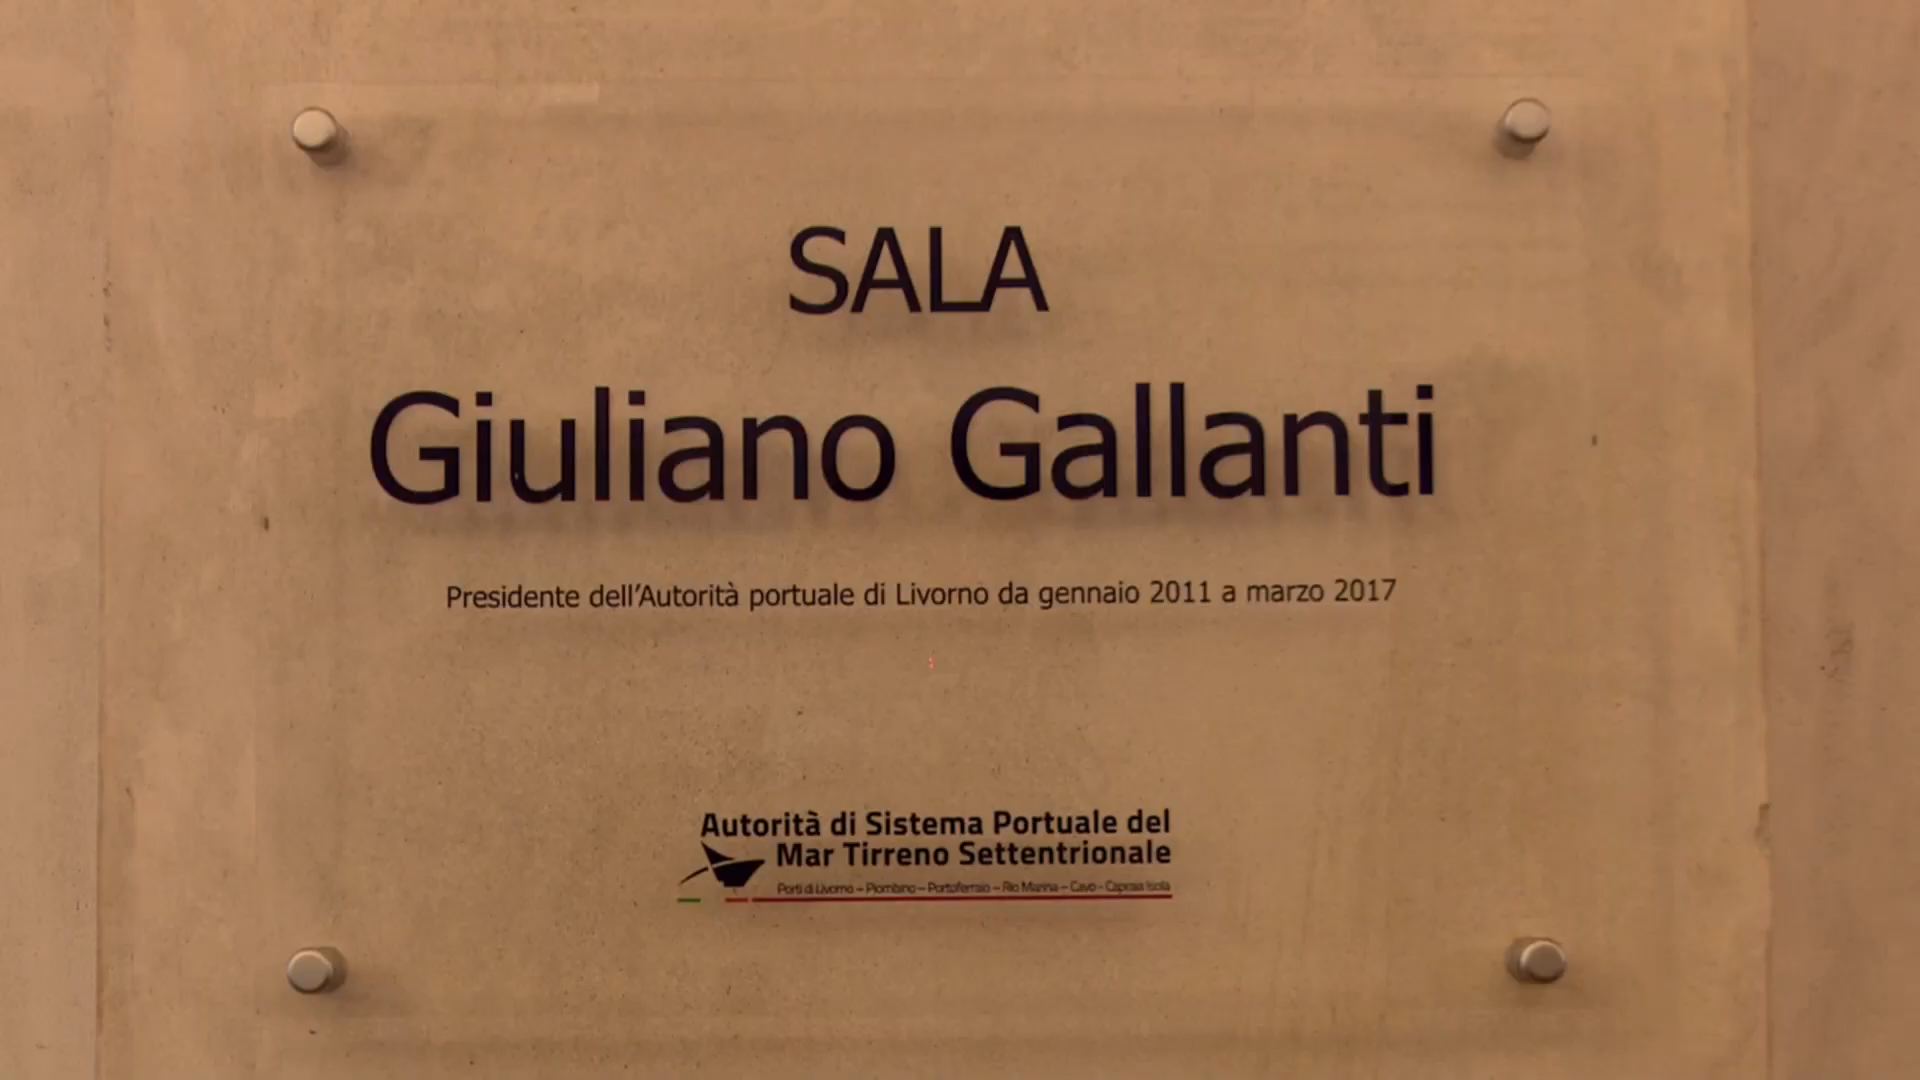 SALA
Giuliano Gallanti
Presidente dell'Autorità portuale di Livorno da gennaio 2011 a marzo 2017
Autorità di Sistema Portuale del
Mar Tirreno Settentrionale
Porti di Livorno – Piombino – Portoferraio – Rio Marina – Cavo – Capraia Isola